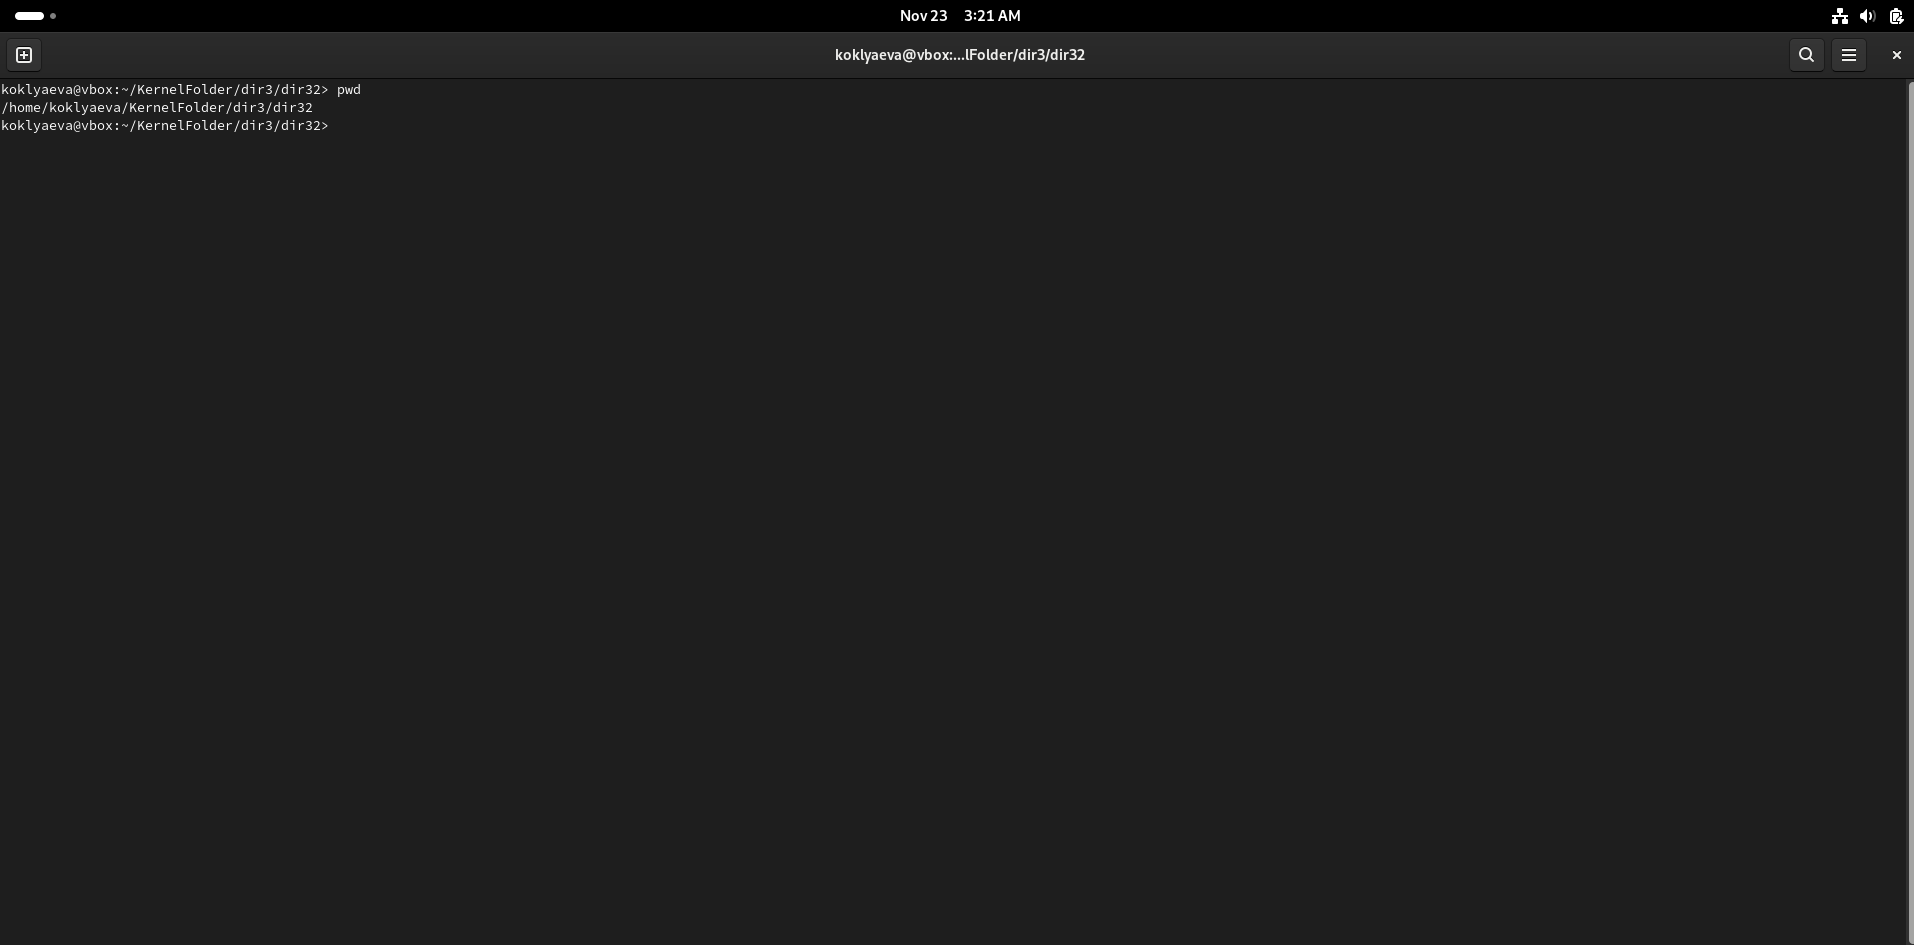 Nov 23 3:21 AM
koklyaeva@vbox:...lFolder/dir3/dir32
koklyaeva@vbox:~/KernelFolder/dir3/dir32> pwd
/home/koklyaeva/KernelFolder/dir3/dir32
koklyaeva@vbox:~/KernelFolder/dir3/dir32>